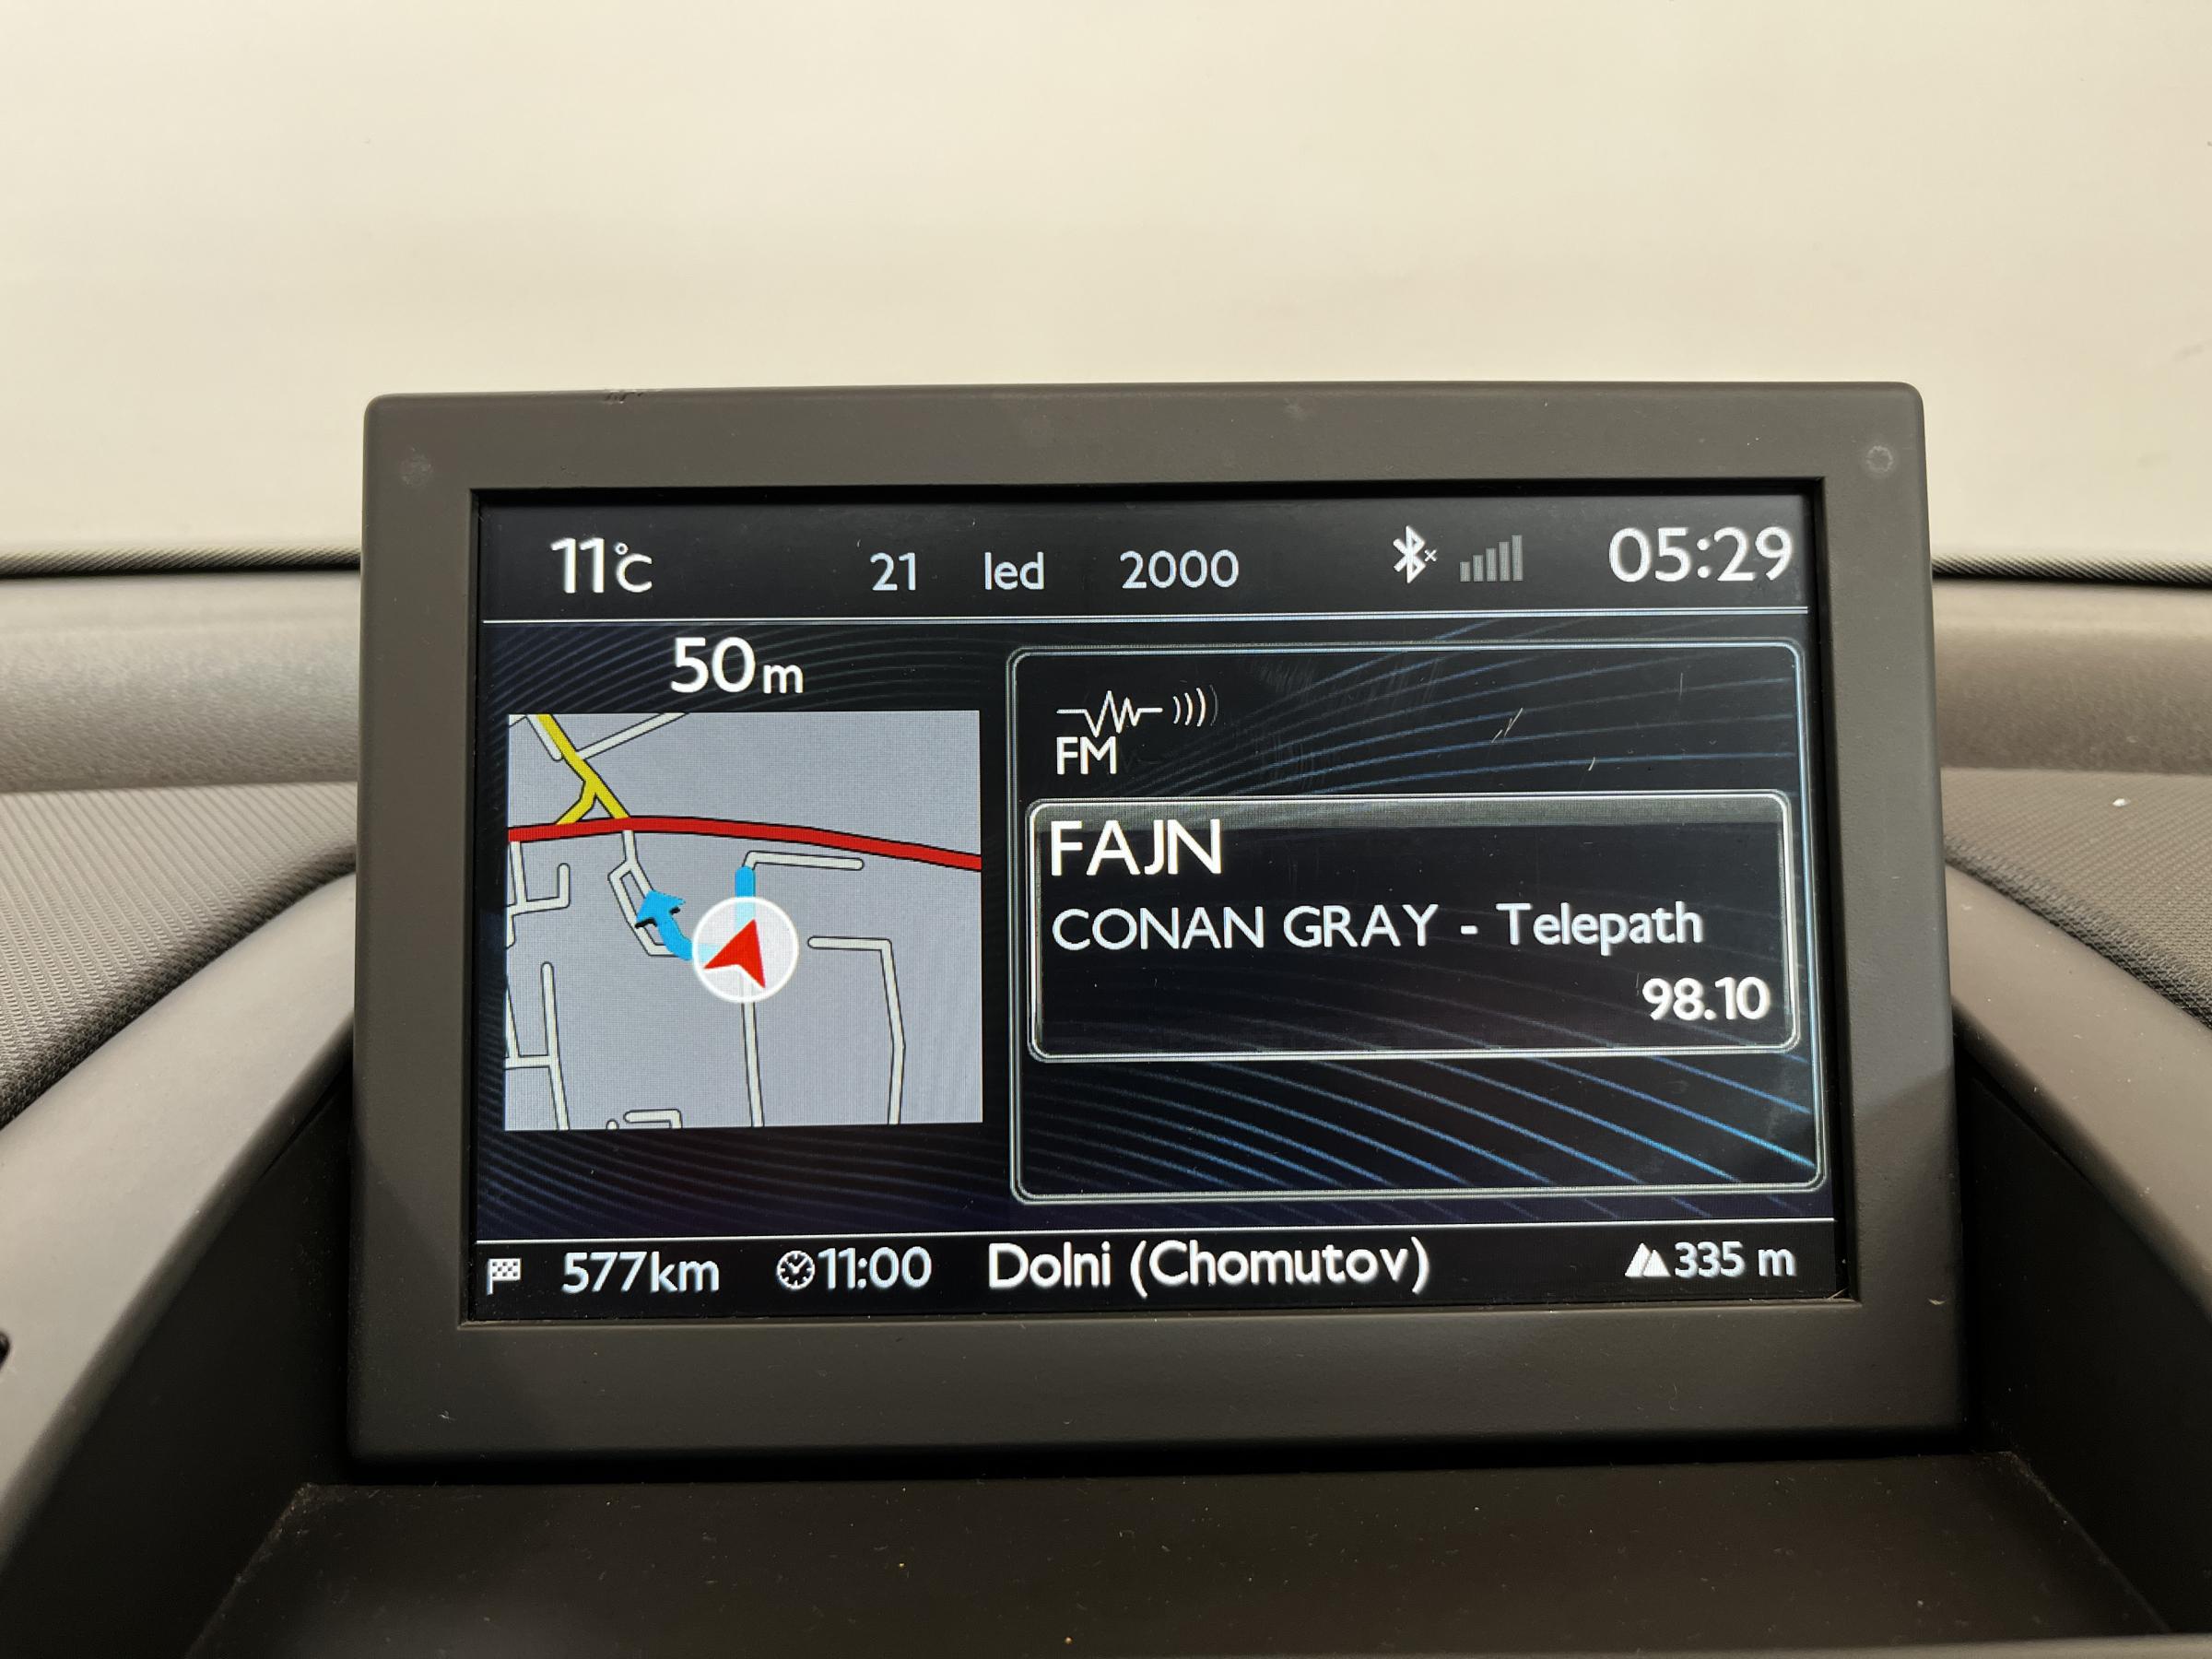 11°C 21 led 2000 05:29
50m
FM
FAJN
CONAN GRAY - Telepath
98.10
577km 11:00 Dolni (Chomutov) 335 m